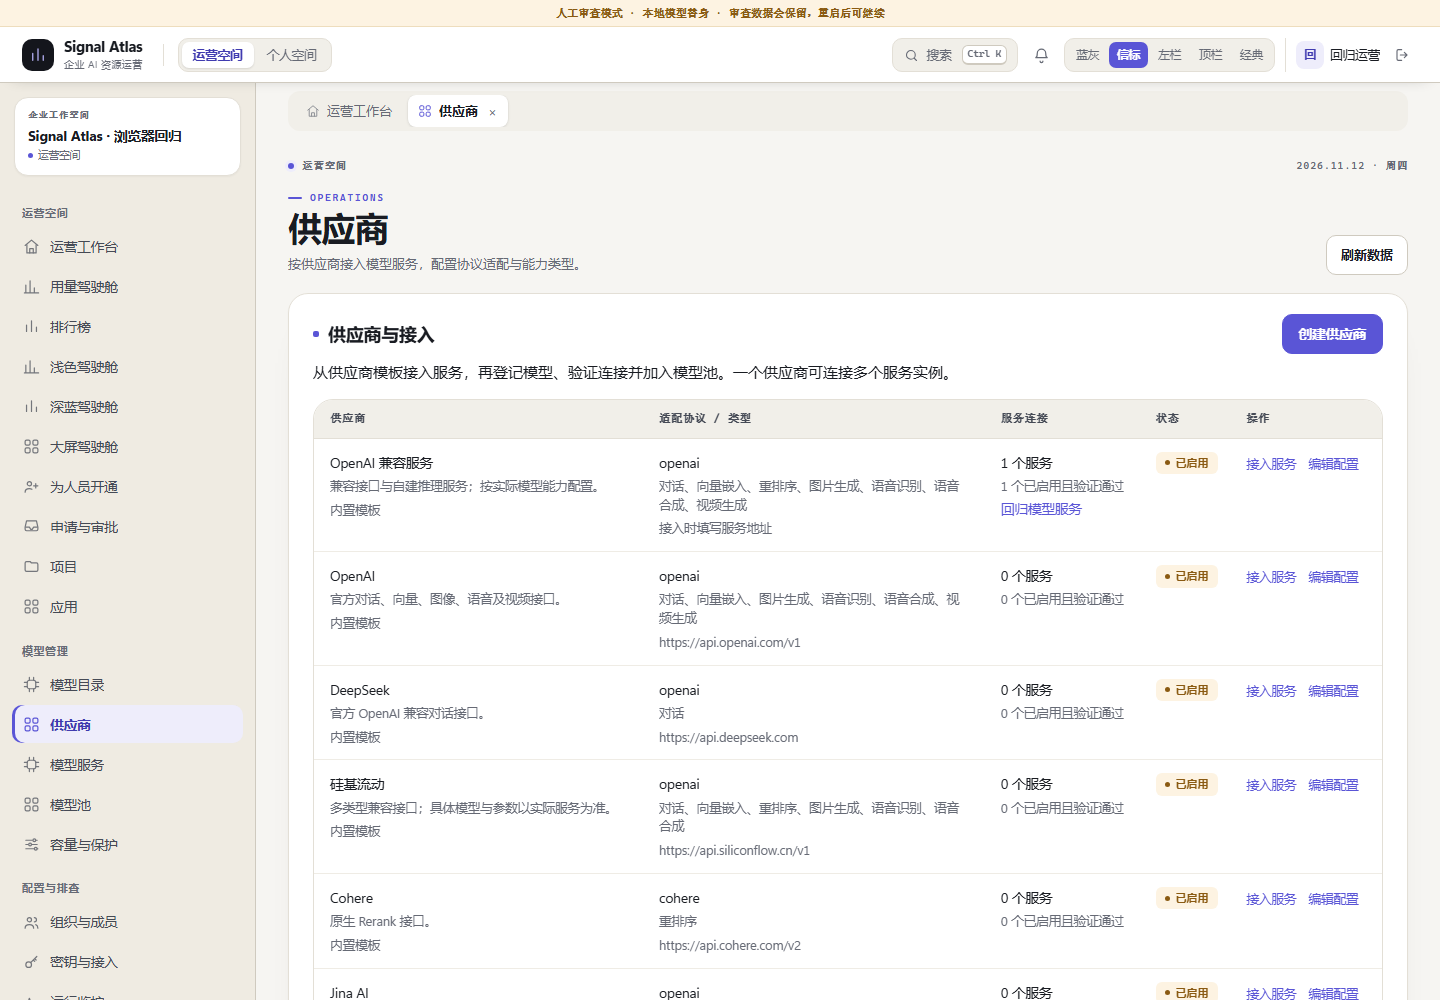 人工审查模式 · 本地模型替身 · 审查数据会保留，重启后可继续
Signal Atlas
企业 AI 资源运营
运营空间
个人空间
搜索
Ctrl K
蓝灰
信标
左栏
顶栏
经典
回
回归运营
企业工作空间
Signal Atlas · 浏览器回归
运营空间
运营空间
运营工作台
用量驾驶舱
排行榜
浅色驾驶舱
深蓝驾驶舱
大屏驾驶舱
为人员开通
申请与审批
项目
应用
模型管理
模型目录
供应商
模型服务
模型池
容量与保护
配置与排查
组织与成员
密钥与接入
运营工作台
供应商 ×
运营空间
2026.11.12 · 周四
OPERATIONS
供应商
按供应商接入模型服务，配置协议适配与能力类型。
刷新数据
供应商与接入
创建供应商
从供应商模板接入服务，再登记模型、验证连接并加入模型池。一个供应商可连接多个服务实例。
供应商
适配协议 / 类型
服务连接
状态
操作
OpenAI 兼容服务
兼容接口与自建推理服务；按实际模型能力配置。
内置模板
openai
对话、向量嵌入、重排序、图片生成、语音识别、语音
合成、视频生成
接入时填写服务地址
1 个服务
1 个已启用且验证通过
回归模型服务
已启用
接入服务
编辑配置
OpenAI
官方对话、向量、图像、语音及视频接口。
内置模板
openai
对话、向量嵌入、图片生成、语音识别、语音合成、视
频生成
https://api.openai.com/v1
0 个服务
0 个已启用且验证通过
已启用
接入服务
编辑配置
DeepSeek
官方 OpenAI 兼容对话接口。
内置模板
openai
对话
https://api.deepseek.com
0 个服务
0 个已启用且验证通过
已启用
接入服务
编辑配置
硅基流动
多类型兼容接口；具体模型与参数以实际服务为准。
内置模板
openai
对话、向量嵌入、重排序、图片生成、语音识别、语音
合成
https://api.siliconflow.cn/v1
0 个服务
0 个已启用且验证通过
已启用
接入服务
编辑配置
Cohere
原生 Rerank 接口。
内置模板
cohere
重排序
https://api.cohere.com/v2
0 个服务
0 个已启用且验证通过
已启用
接入服务
编辑配置
Jina AI
openai
0 个服务
已启用
接入服务
编辑配置